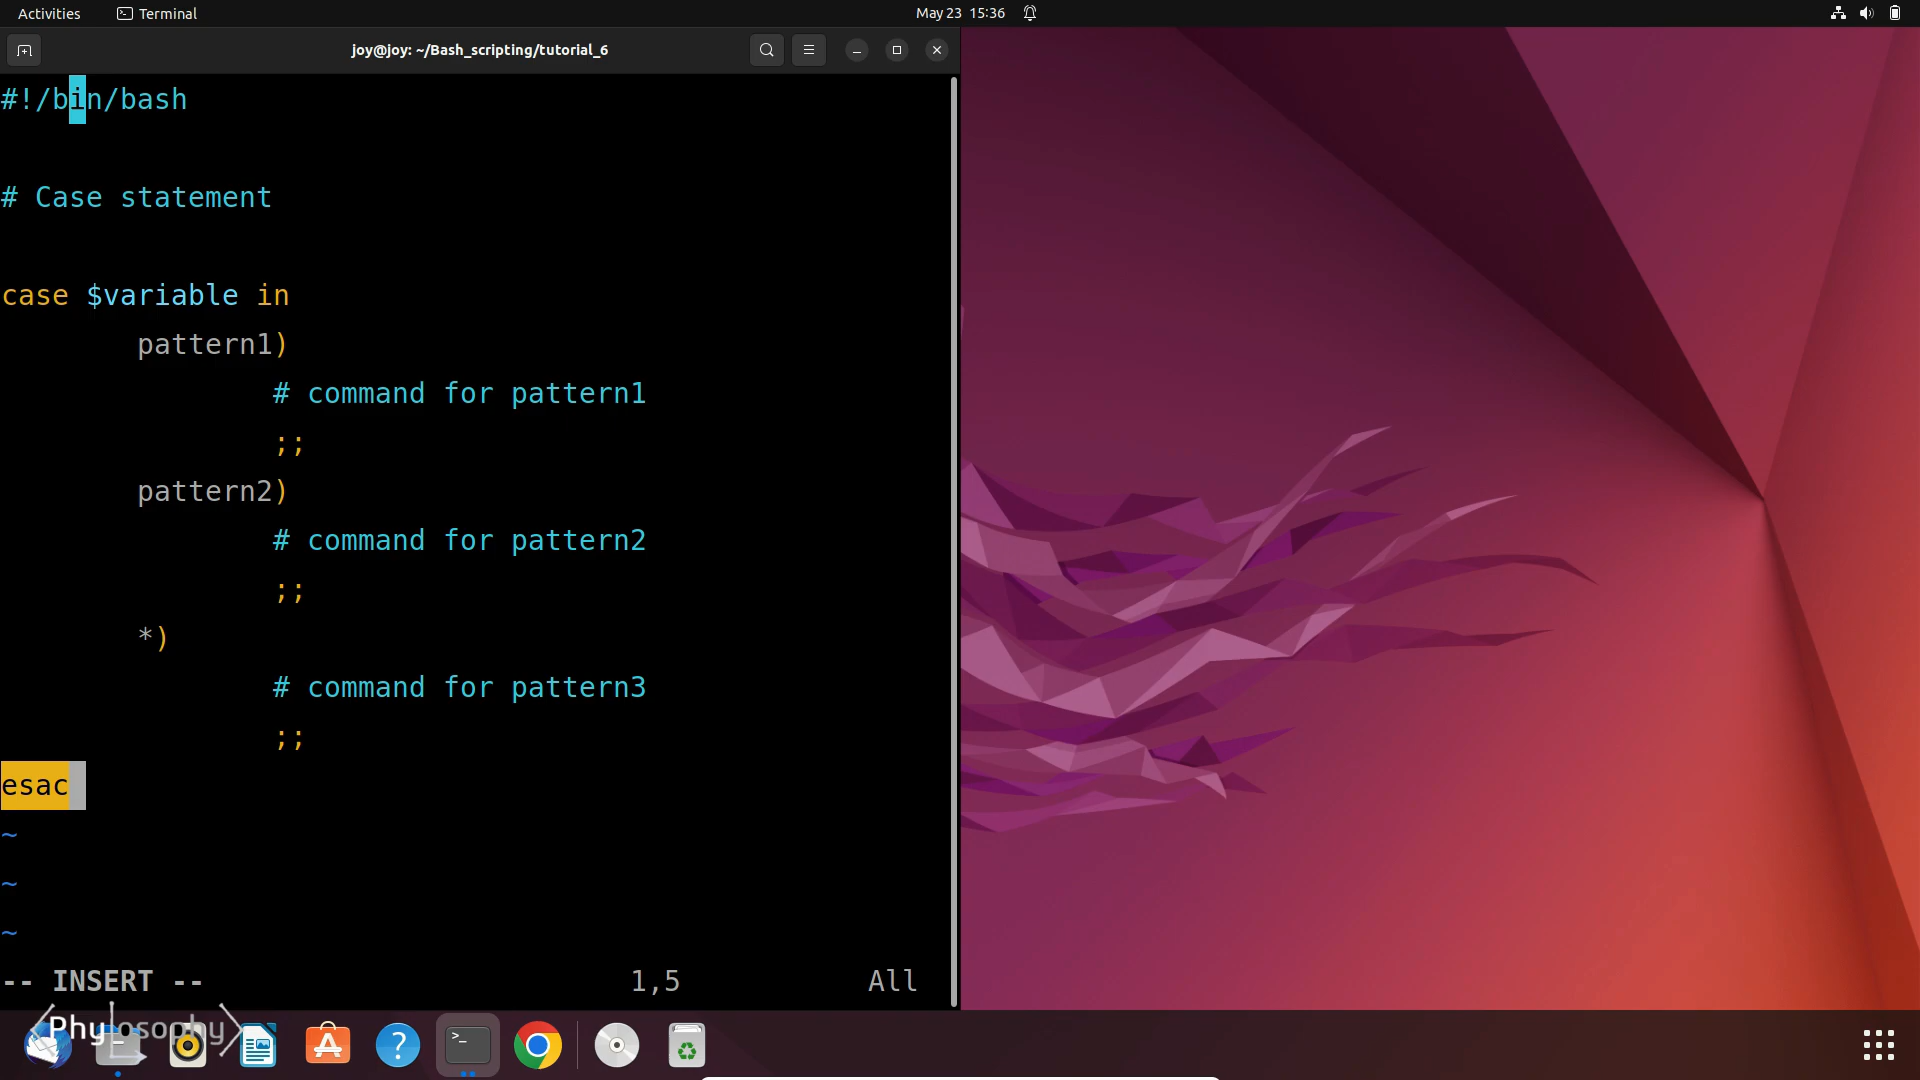 Activities
Terminal
May 23 15:36
joy@joy: ~/Bash_scripting/tutorial_6
#!/bin/bash
# Case statement
case $variable in
pattern1)
# command for pattern1
;;
pattern2)
# command for pattern2
;;
*)
# command for pattern3
;;
esac
~
~
~
-- INSERT -- 1,5 All
Phylosophy